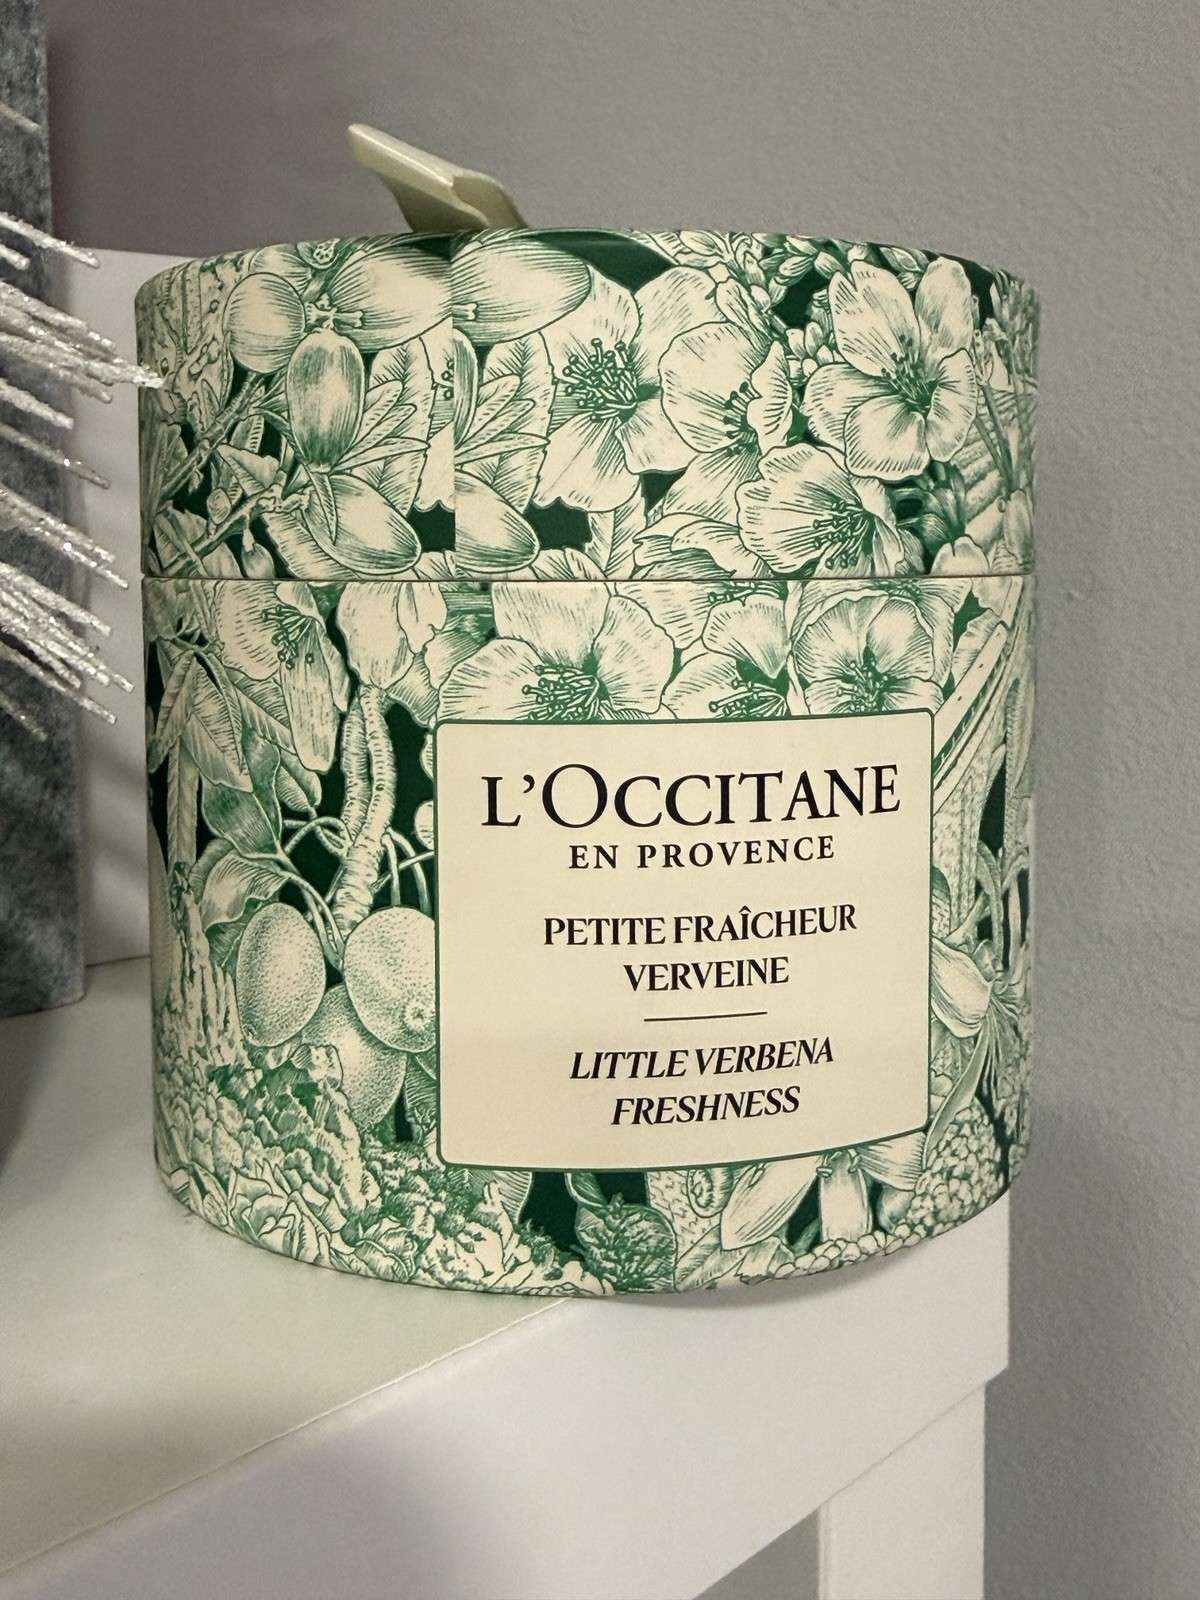 L'OCCITANE
EN PROVENCE
PETITE FRAÎCHEUR
VERVEINE
LITTLE VERBENA
FRESHNESS